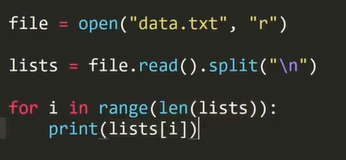 file = open("data.txt", "r")
lists = file.read().split("\n")
for i in range(len(lists)):
    print(lists[i])